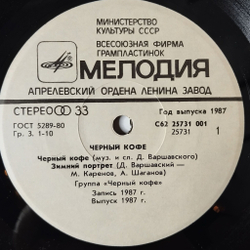 МИНИСТЕРСТВО
КУЛЬТУРЫ СССР
ВСЕСОЮЗНАЯ ФИРМА
ГРАМПЛАСТИНОК
МЕЛОДИЯ
АПРЕЛЕВСКИЙ ОРДЕНА ЛЕНИНА ЗАВОД
СТЕРЕО 33
Год выпуска 1987
ГОСТ 5289-80
Гр. 3. 1-10
С62 25731 001
25731
1
ЧЕРНЫЙ КОФЕ
Черный кофе (муз. и сл. Д. Варшавского)
Зимний портрет (Д. Варшавский —
М. Каренов, А. Шаганов)
Группа «Черный кофе»
Запись 1987 г.
Выпуск 1987 г.